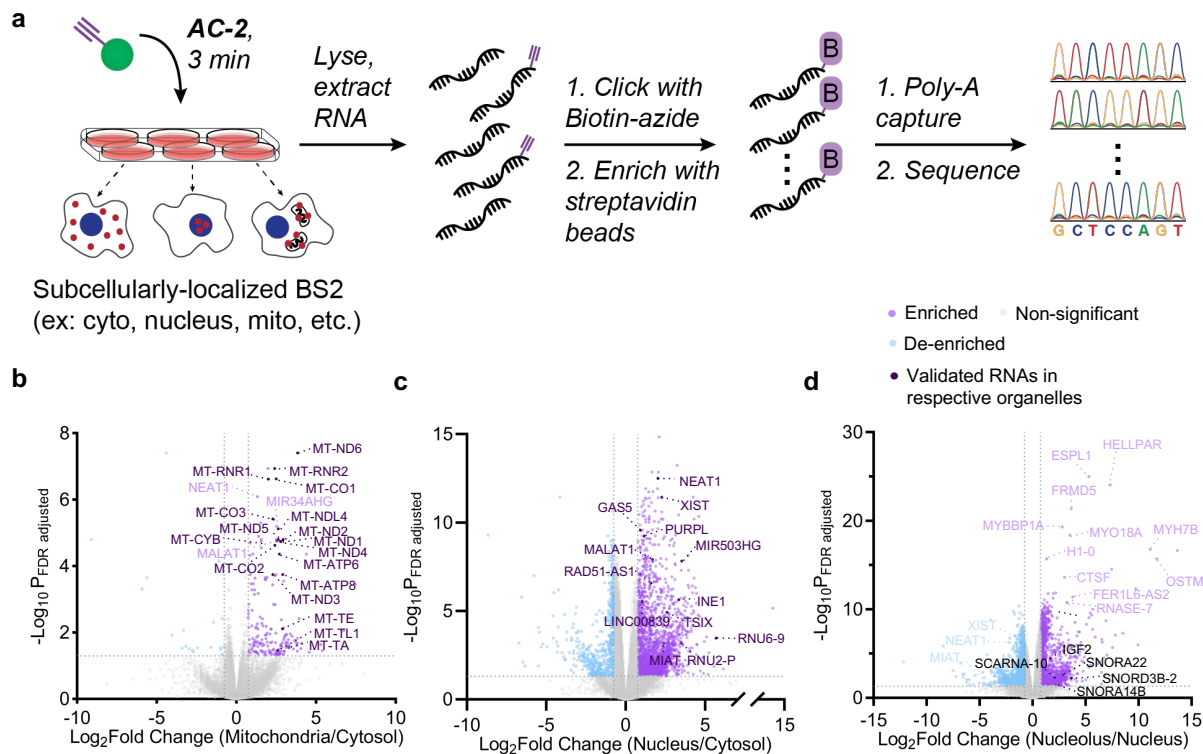 a
AC-2,
3 min
Lyse,
extract
RNA
1. Click with
Biotin-azide
2. Enrich with
streptavidin
beads
B
B
B
1. Poly-A
capture
2. Sequence
G C T C C A G T
Subcellularly-localized BS2
(ex: cyto, nucleus, mito, etc.)
Enriched
Non-significant
De-enriched
Validated RNAs in
respective organelles
b
-Log10PFDR adjusted
8
6
4
2
0
-10 -5 0 5 10
Log2Fold Change (Mitochondria/Cytosol)
MT-ND6
MT-RNR1
MT-RNR2
MT-CO1
NEAT1
MIR34AHG
MT-CO3
MT-NDL4
MT-ND5
MT-ND2
MT-CYB
MT-ND1
MALAT1
MT-ND4
MT-CO2
MT-ATP6
MT-ATP8
MT-ND3
MT-TE
MT-TL1
MT-TA
c
-Log10PFDR adjusted
15
10
5
0
-10 -5 0 5 15
Log2Fold Change (Nucleus/Cytosol)
NEAT1
GAS5
XIST
PURPL
MALAT1
MIR503HG
RAD51-AS1
INE1
LINC00839
TSIX
RNU6-9
MIAT
RNU2-P
d
-Log10PFDR adjusted
30
20
10
0
-15 -10 -5 0 5 10 15
Log2Fold Change (Nucleolus/Nucleus)
HELLPAR
ESPL1
FRMD5
MYBBP1A
MYO18A
MYH7B
H1-0
CTSF
OSTM
FER1L6-AS2
RNASE-7
XIST
NEAT1
MIAT
IGF2
SCARNA-10
SNORA22
SNORD3B-2
SNORA14B